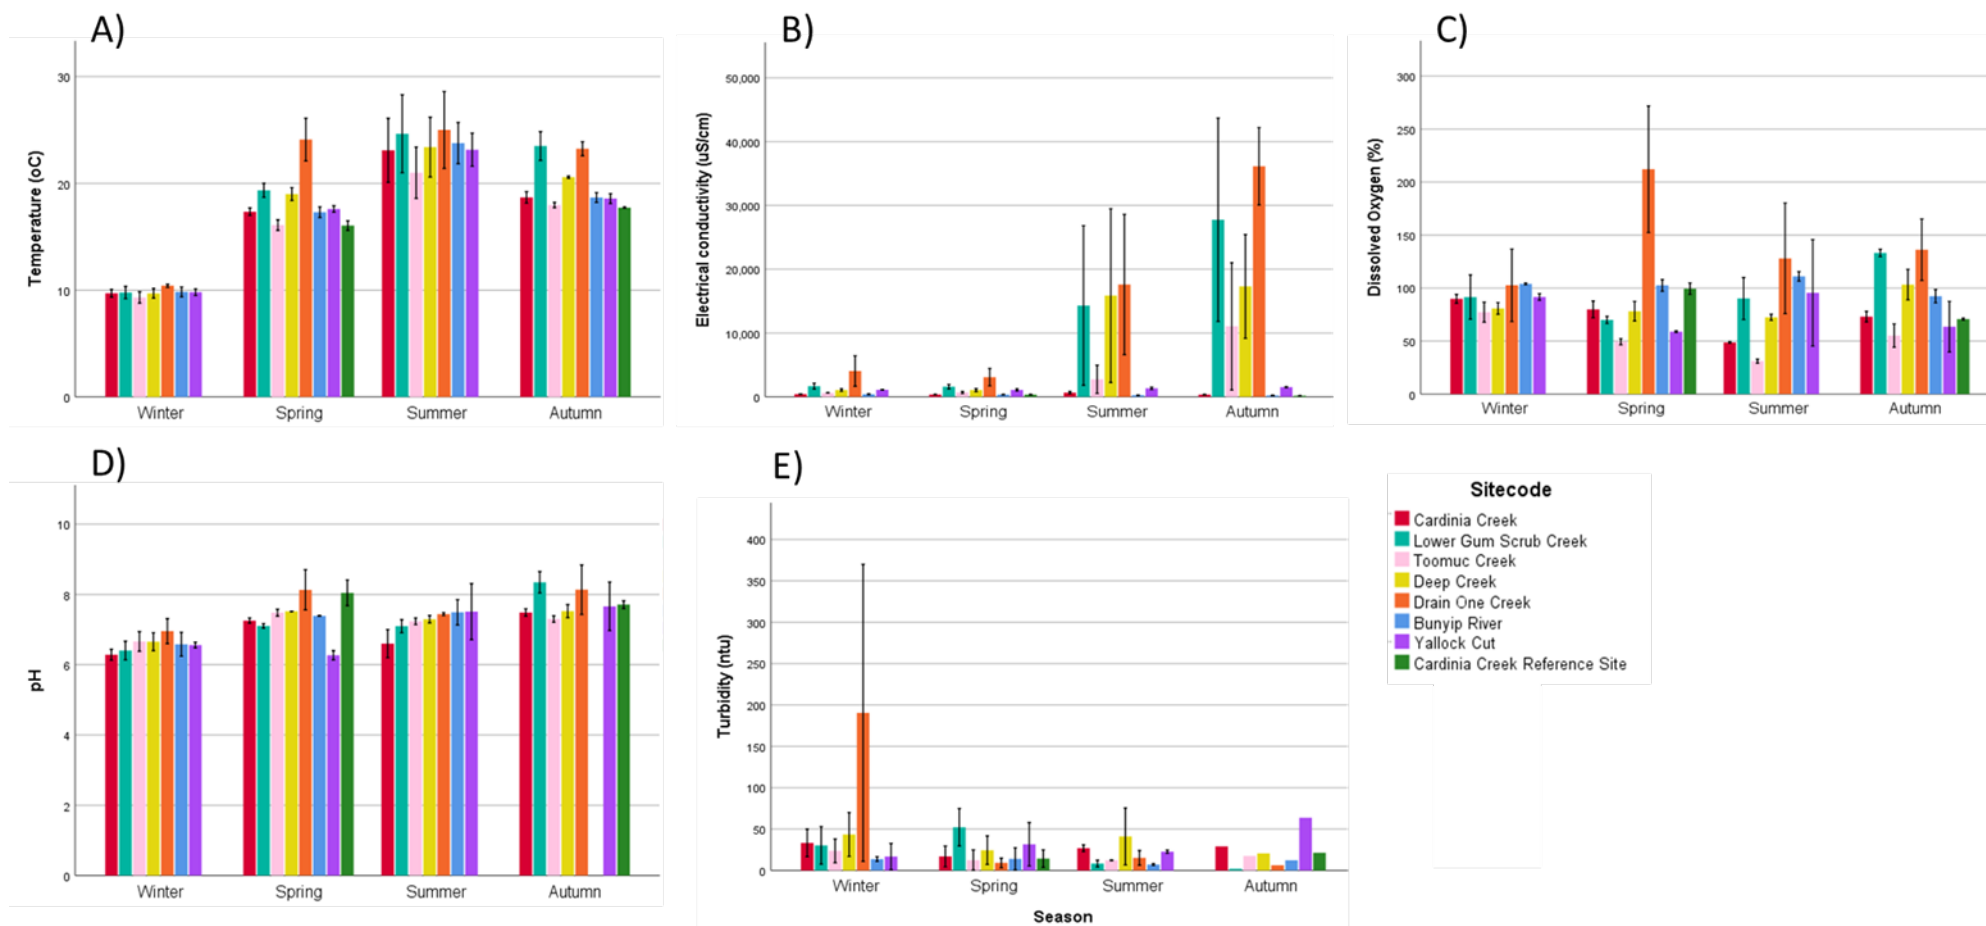 A)
Temperature (oC)
30
20
10
0
Winter Spring Summer Autumn
B)
Electrical conductivity (uS/cm)
50,000
40,000
30,000
20,000
10,000
0
Winter Spring Summer Autumn
C)
Dissolved Oxygen (%)
300
250
200
150
100
50
0
Winter Spring Summer Autumn
D)
pH
10
8
6
4
2
0
Winter Spring Summer Autumn
E)
Turbidity (ntu)
400
350
300
250
200
150
100
50
0
Winter Spring Summer Autumn
Season
Sitecode
Cardinia Creek
Lower Gum Scrub Creek
Toomuc Creek
Deep Creek
Drain One Creek
Bunyip River
Yallock Cut
Cardinia Creek Reference Site